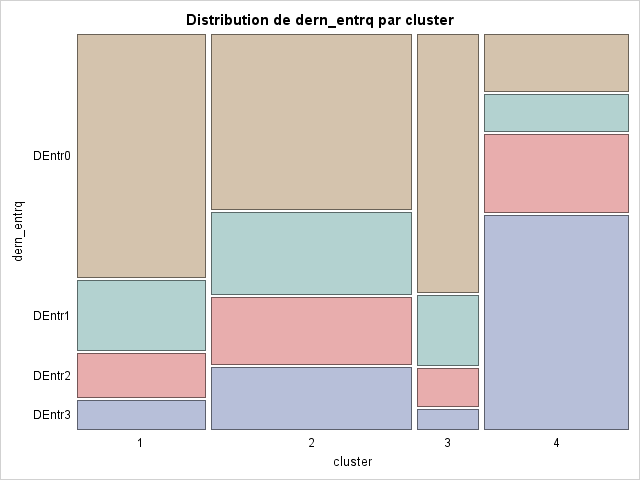 Distribution de dern_entrq par cluster
dern_entrq
DEntr0
DEntr1
DEntr2
DEntr3
1 2 3 4
cluster